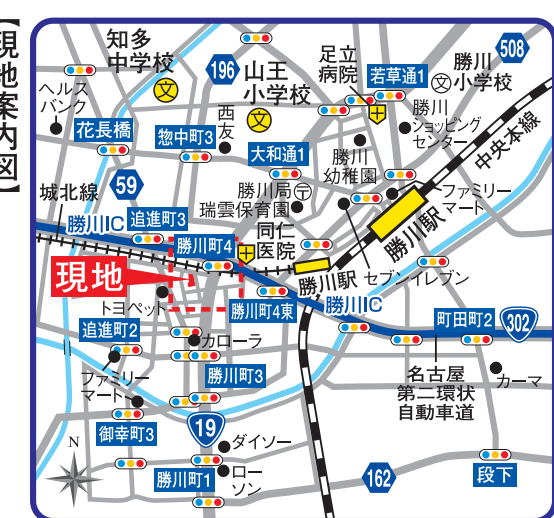 【現地案内図】
知多
中学校
196
山王
小学校
足立
病院
若草通1
文
勝川
小学校
508
ヘルス
バンク
文
西
友
文
勝川
ショッピング
センター
中央本線
花長橋
惣中町3
大和通1
勝川
幼稚園
城北線
59
勝川局
瑞雲保育園
ファミリー
マート
勝川IC
追進町3
勝川町4
同仁
医院
勝川駅
現地
勝川駅
セブンイレブン
トヨペット
勝川町4東
勝川IC
町田町2
302
追進町2
カローラ
ファミリー
マート
勝川町3
名古屋
第二環状
自動車道
カーマ
御幸町3
19
ダイソー
N
勝川町1
ロー
ソン
162
段下